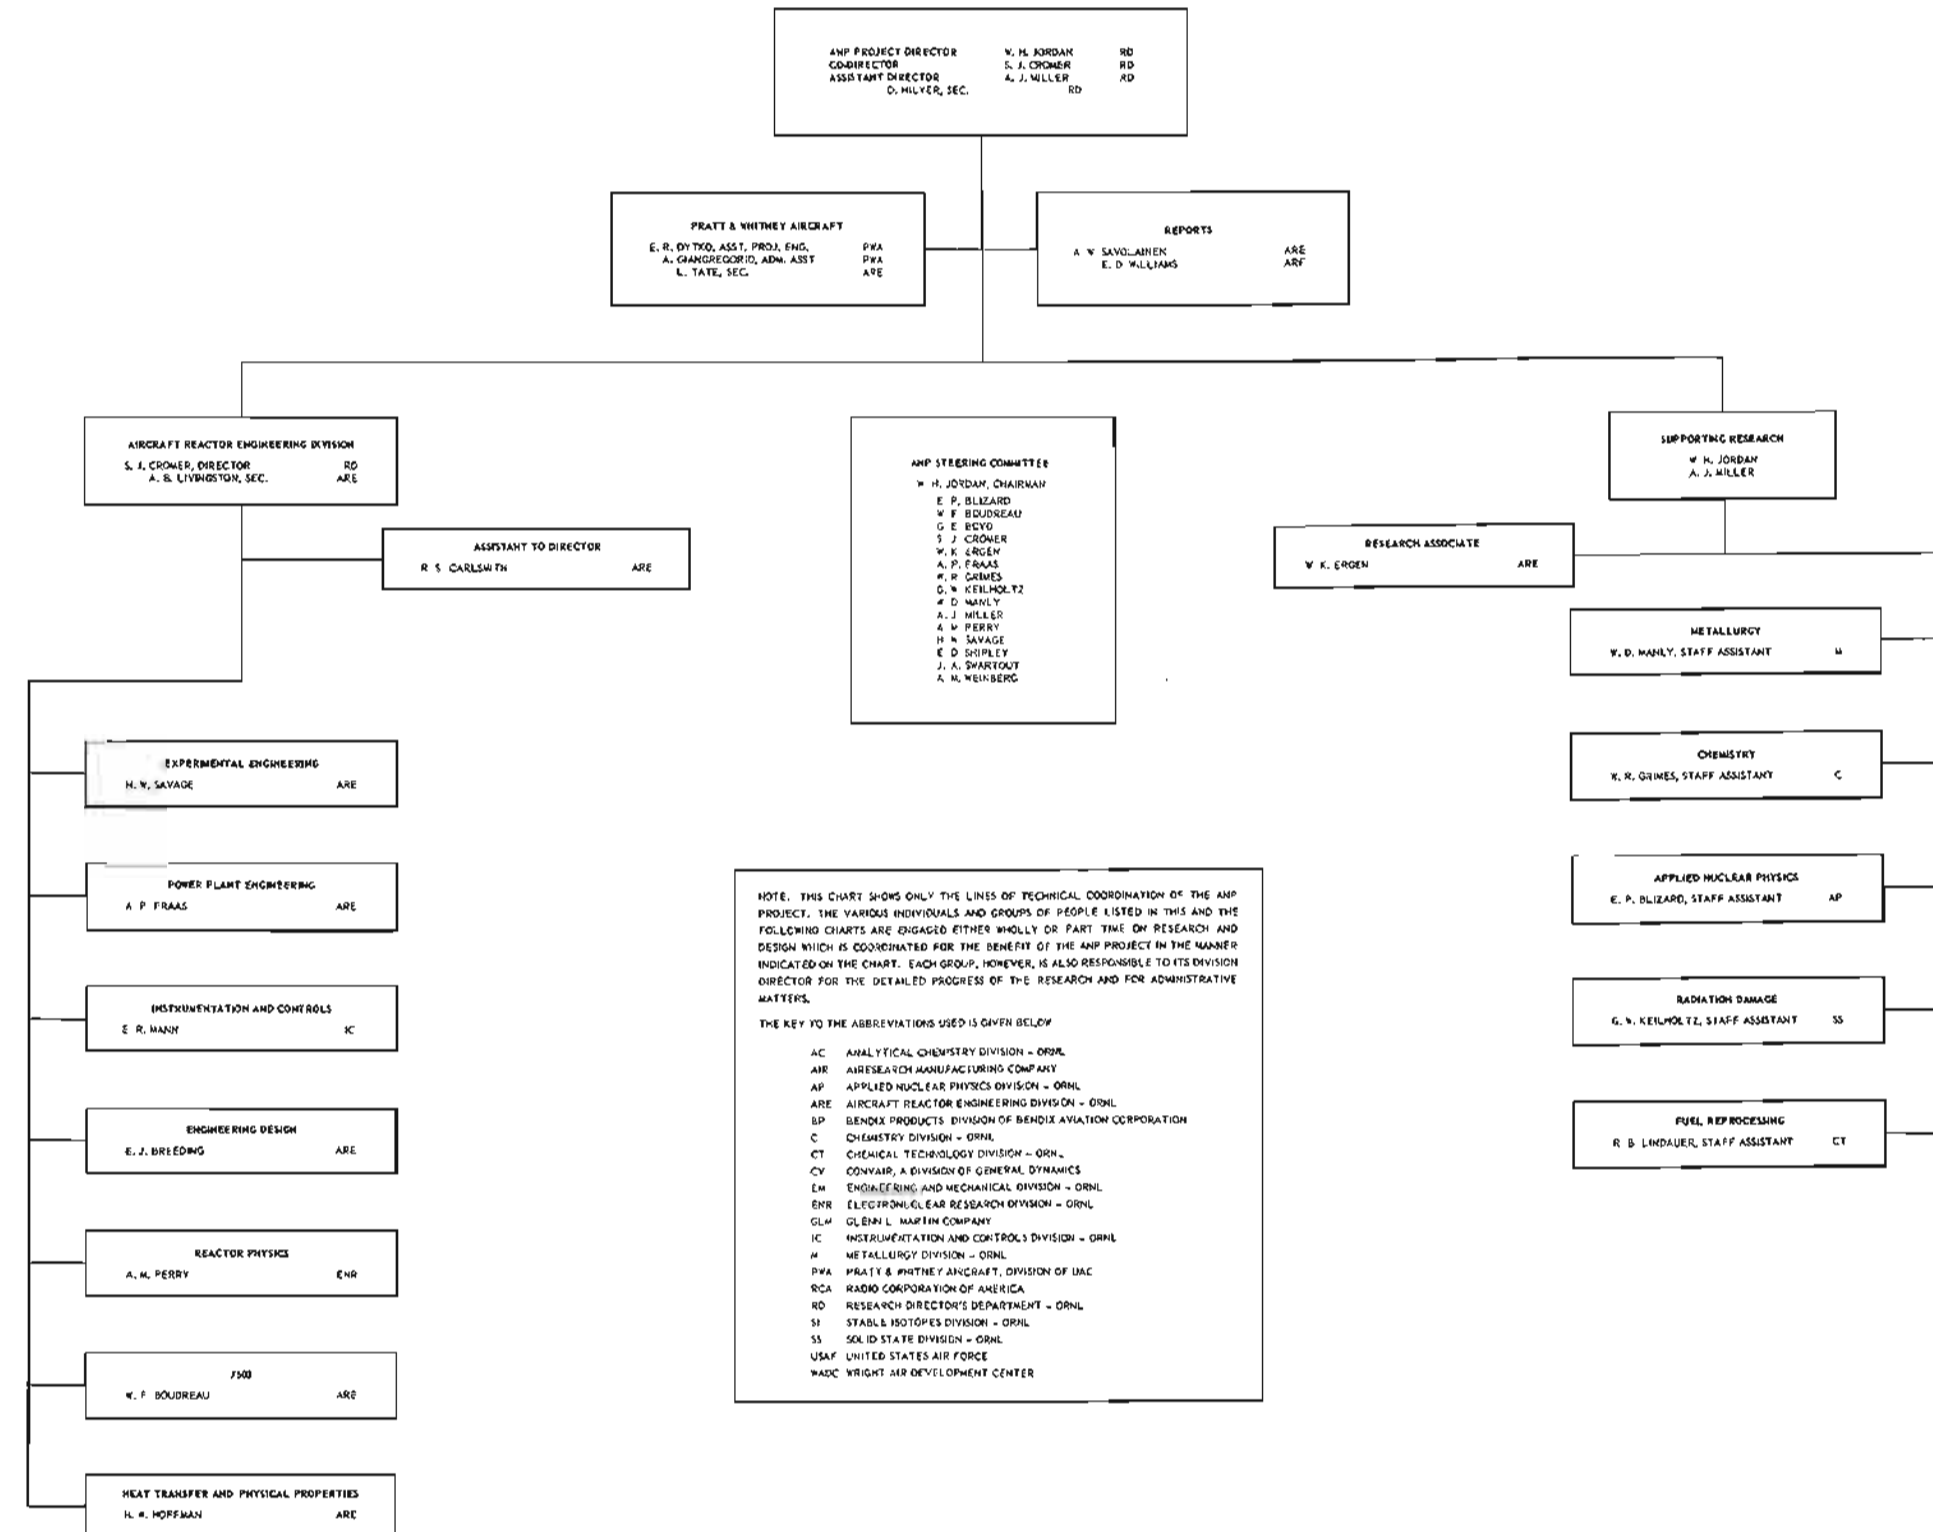 ANP PROJECT DIRECTOR W. H. JORDAN RD
CO-DIRECTOR S. J. CROMER RD
ASSISTANT DIRECTOR A. J. MILLER RD
D. HILYER, SEC. RD
PRATT & WHITNEY AIRCRAFT
E. R. DYTKO, ASST. PROJ. ENG. PWA
A. GIANGREGORIO, ADM. ASST PWA
L. TATE, SEC. ARE
REPORTS
A W SAVOLAINEN ARE
E. D WILLIAMS ARE
AIRCRAFT REACTOR ENGINEERING DIVISION
S. J. CROMER, DIRECTOR RD
A. B. LIVINGSTON, SEC. ARE
ASSISTANT TO DIRECTOR
R S CARLSMITH ARE
ANP STEERING COMMITTEE
W H. JORDAN, CHAIRMAN
E P. BLIZARD
W F BOUDREAU
G E BOYD
S J CROMER
W. K ERGEN
A. P. FRAAS
W. R GRIMES
G. W KEILHOLTZ
W D MANLY
A. J MILLER
A M PERRY
H W SAVAGE
E D SHIPLEY
J. A. SWARTOUT
A M. WEINBERG
SUPPORTING RESEARCH
W H. JORDAN
A. J. MILLER
RESEARCH ASSOCIATE
W K. ERGEN ARE
METALLURGY
W. D. MANLY, STAFF ASSISTANT M
CHEMISTRY
W. R. GRIMES, STAFF ASSISTANT C
APPLIED NUCLEAR PHYSICS
E. P. BLIZARD, STAFF ASSISTANT AP
RADIATION DAMAGE
G. W. KEILHOLTZ, STAFF ASSISTANT SS
FUEL REPROCESSING
R B LINDAUER, STAFF ASSISTANT CT
EXPERMENTAL ENGINEERING
H. W. SAVAGE ARE
POWER PLANT ENGINEERING
A P FRAAS ARE
INSTRUMENTATION AND CONTROLS
E R. MANN IC
ENGINEERING DESIGN
E. J. BREEDING ARE
REACTOR PHYSICS
A. M. PERRY ENR
7503
W. F BOUDREAU ARE
HEAT TRANSFER AND PHYSICAL PROPERTIES
H. W. HOFFMAN ARE
NOTE. THIS CHART SHOWS ONLY THE LINES OF TECHNICAL COORDINATION OF THE ANP
PROJECT. THE VARIOUS INDIVIDUALS AND GROUPS OF PEOPLE LISTED IN THIS AND THE
FOLLOWING CHARTS ARE ENGAGED EITHER WHOLLY OR PART TIME ON RESEARCH AND
DESIGN WHICH IS COORDINATED FOR THE BENEFIT OF THE ANP PROJECT IN THE MANNER
INDICATED ON THE CHART. EACH GROUP, HOWEVER, IS ALSO RESPONSIBLE TO ITS DIVISION
DIRECTOR FOR THE DETAILED PROGRESS OF THE RESEARCH AND FOR ADMINISTRATIVE
MATTERS.
THE KEY TO THE ABBREVIATIONS USED IS GIVEN BELOW
AC ANALYTICAL CHEMISTRY DIVISION – ORNL
AIR AIRESEARCH MANUFACTURING COMPANY
AP APPLIED NUCLEAR PHYSICS DIVISION – ORNL
ARE AIRCRAFT REACTOR ENGINEERING DIVISION – ORNL
BP BENDIX PRODUCTS DIVISION OF BENDIX AVIATION CORPORATION
C CHEMISTRY DIVISION – ORNL
CT CHEMICAL TECHNOLOGY DIVISION – ORNL
CV CONVAIR, A DIVISION OF GENERAL DYNAMICS
EM ENGINEERING AND MECHANICAL DIVISION – ORNL
ENR ELECTRONUCLEAR RESEARCH DIVISION – ORNL
GLM GLENN L MARTIN COMPANY
IC INSTRUMENTATION AND CONTROLS DIVISION – ORNL
M METALLURGY DIVISION – ORNL
PWA PRATT & WHITNEY AIRCRAFT, DIVISION OF UAC
RCA RADIO CORPORATION OF AMERICA
RD RESEARCH DIRECTOR'S DEPARTMENT – ORNL
SI STABLE ISOTOPES DIVISION – ORNL
SS SOLID STATE DIVISION – ORNL
USAF UNITED STATES AIR FORCE
WADC WRIGHT AIR DEVELOPMENT CENTER